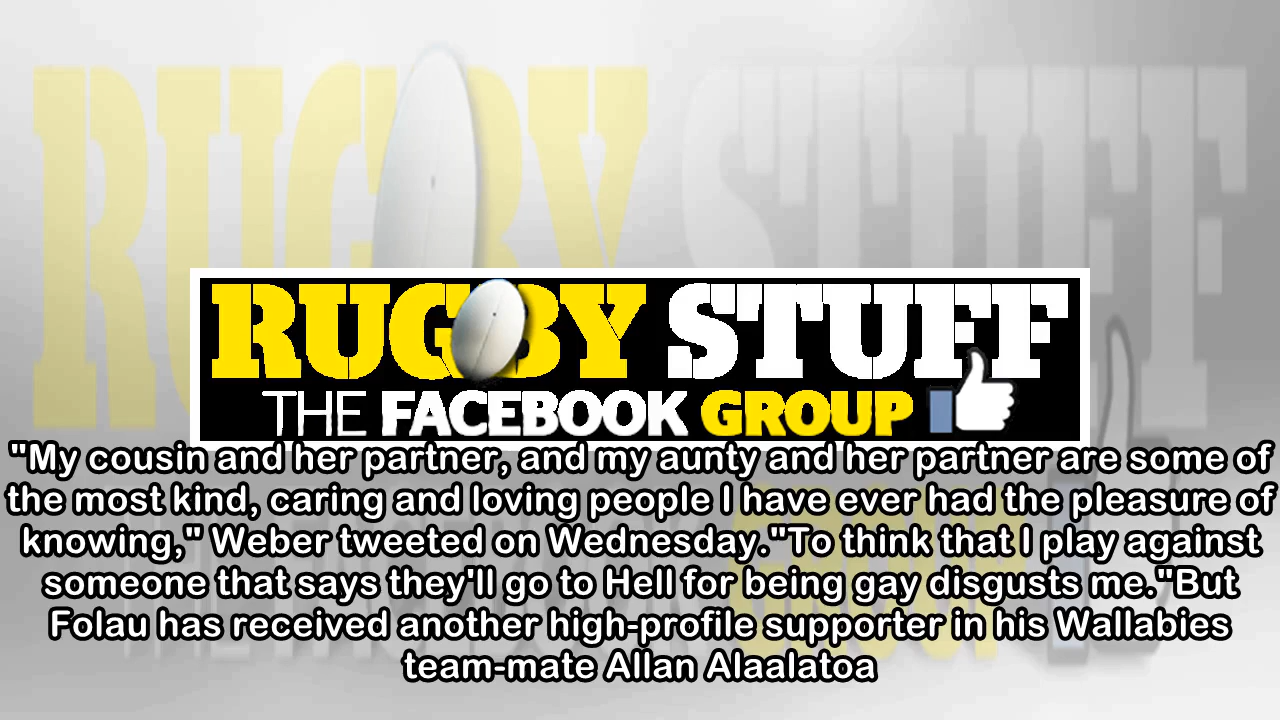 RUGBY STUFF
THE FACEBOOK GROUP
"My cousin and her partner, and my aunty and her partner are some of
the most kind, caring and loving people I have ever had the pleasure of
knowing," Weber tweeted on Wednesday."To think that I play against
someone that says they'll go to Hell for being gay disgusts me."But
Folau has received another high-profile supporter in his Wallabies
team-mate Allan Alaalatoa